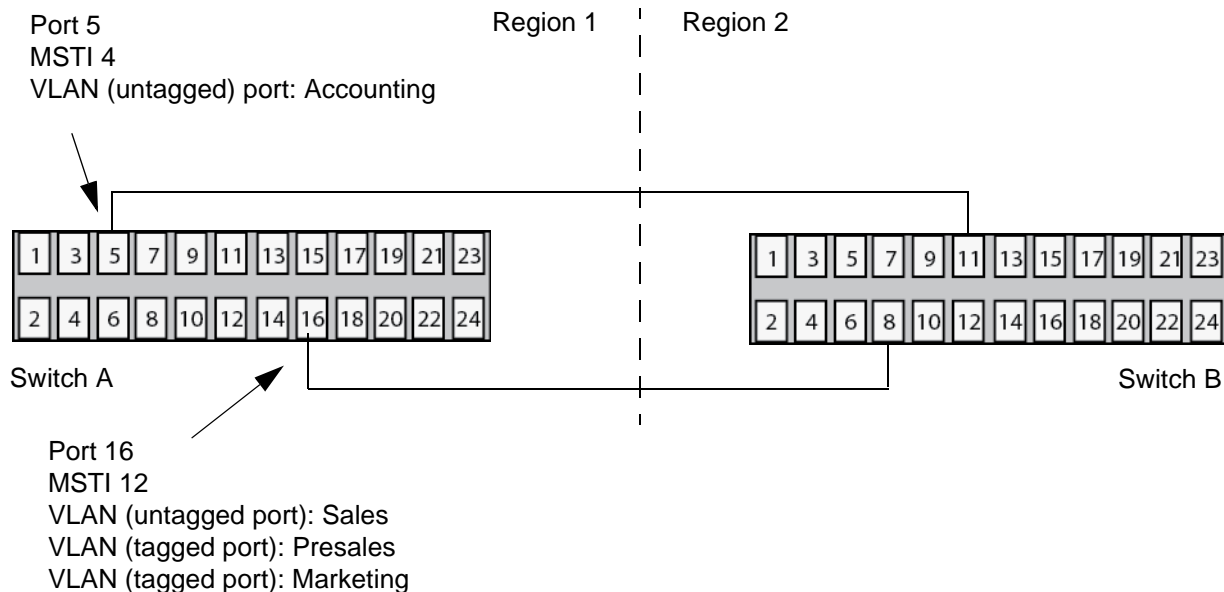 Port 5
MSTI 4
VLAN (untagged) port: Accounting
Region 1
Region 2
1 3 5 7 9 11 13 15 17 19 21 23
2 4 6 8 10 12 14 16 18 20 22 24
Switch A
1 3 5 7 9 11 13 15 17 19 21 23
2 4 6 8 10 12 14 16 18 20 22 24
Switch B
Port 16
MSTI 12
VLAN (untagged port): Sales
VLAN (tagged port): Presales
VLAN (tagged port): Marketing